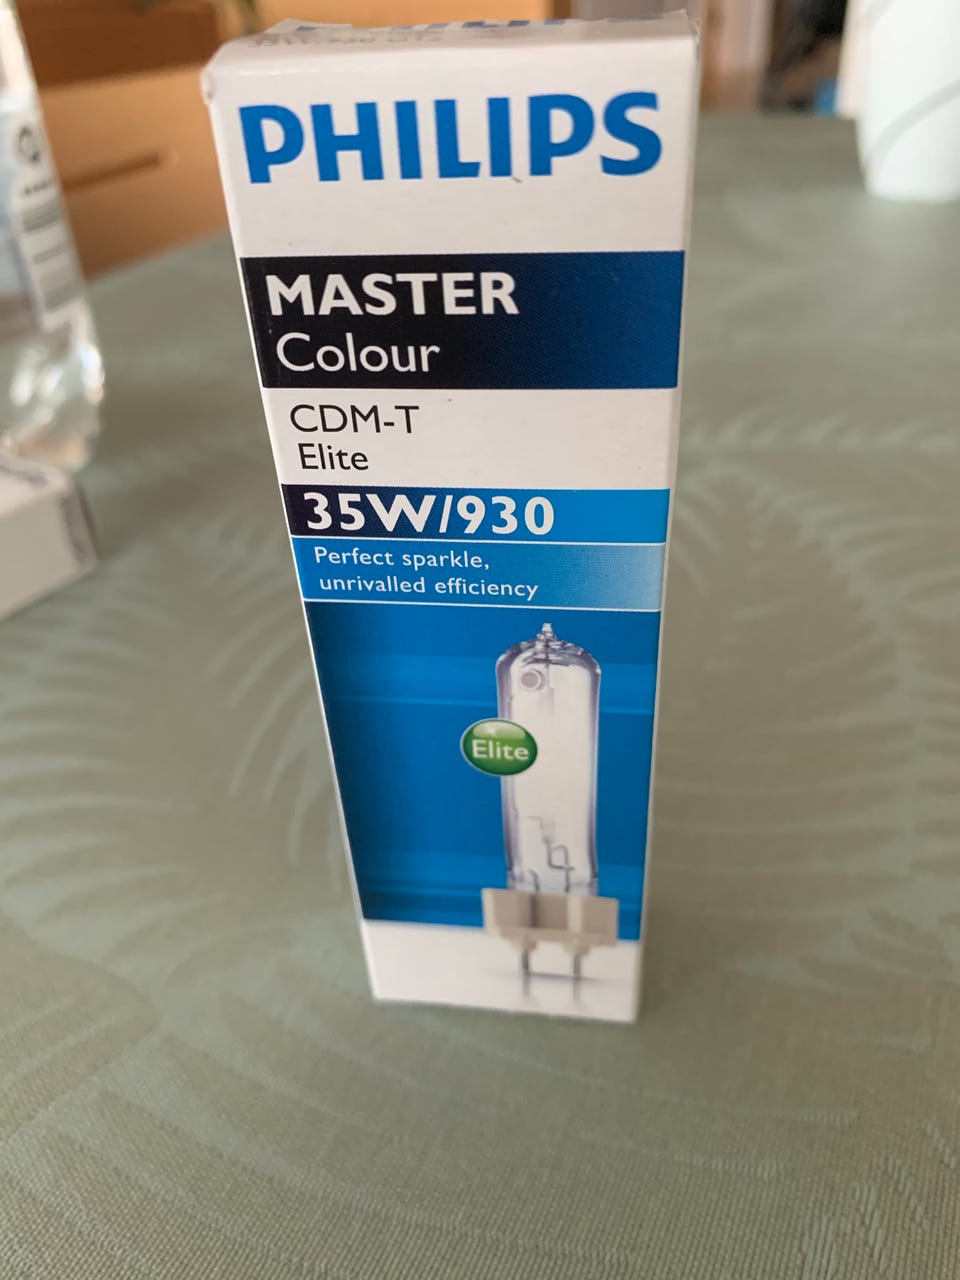 PHILIPS
MASTER
Colour
CDM-T
Elite
35W/930
Perfect sparkle,
unrivalled efficiency
Elite